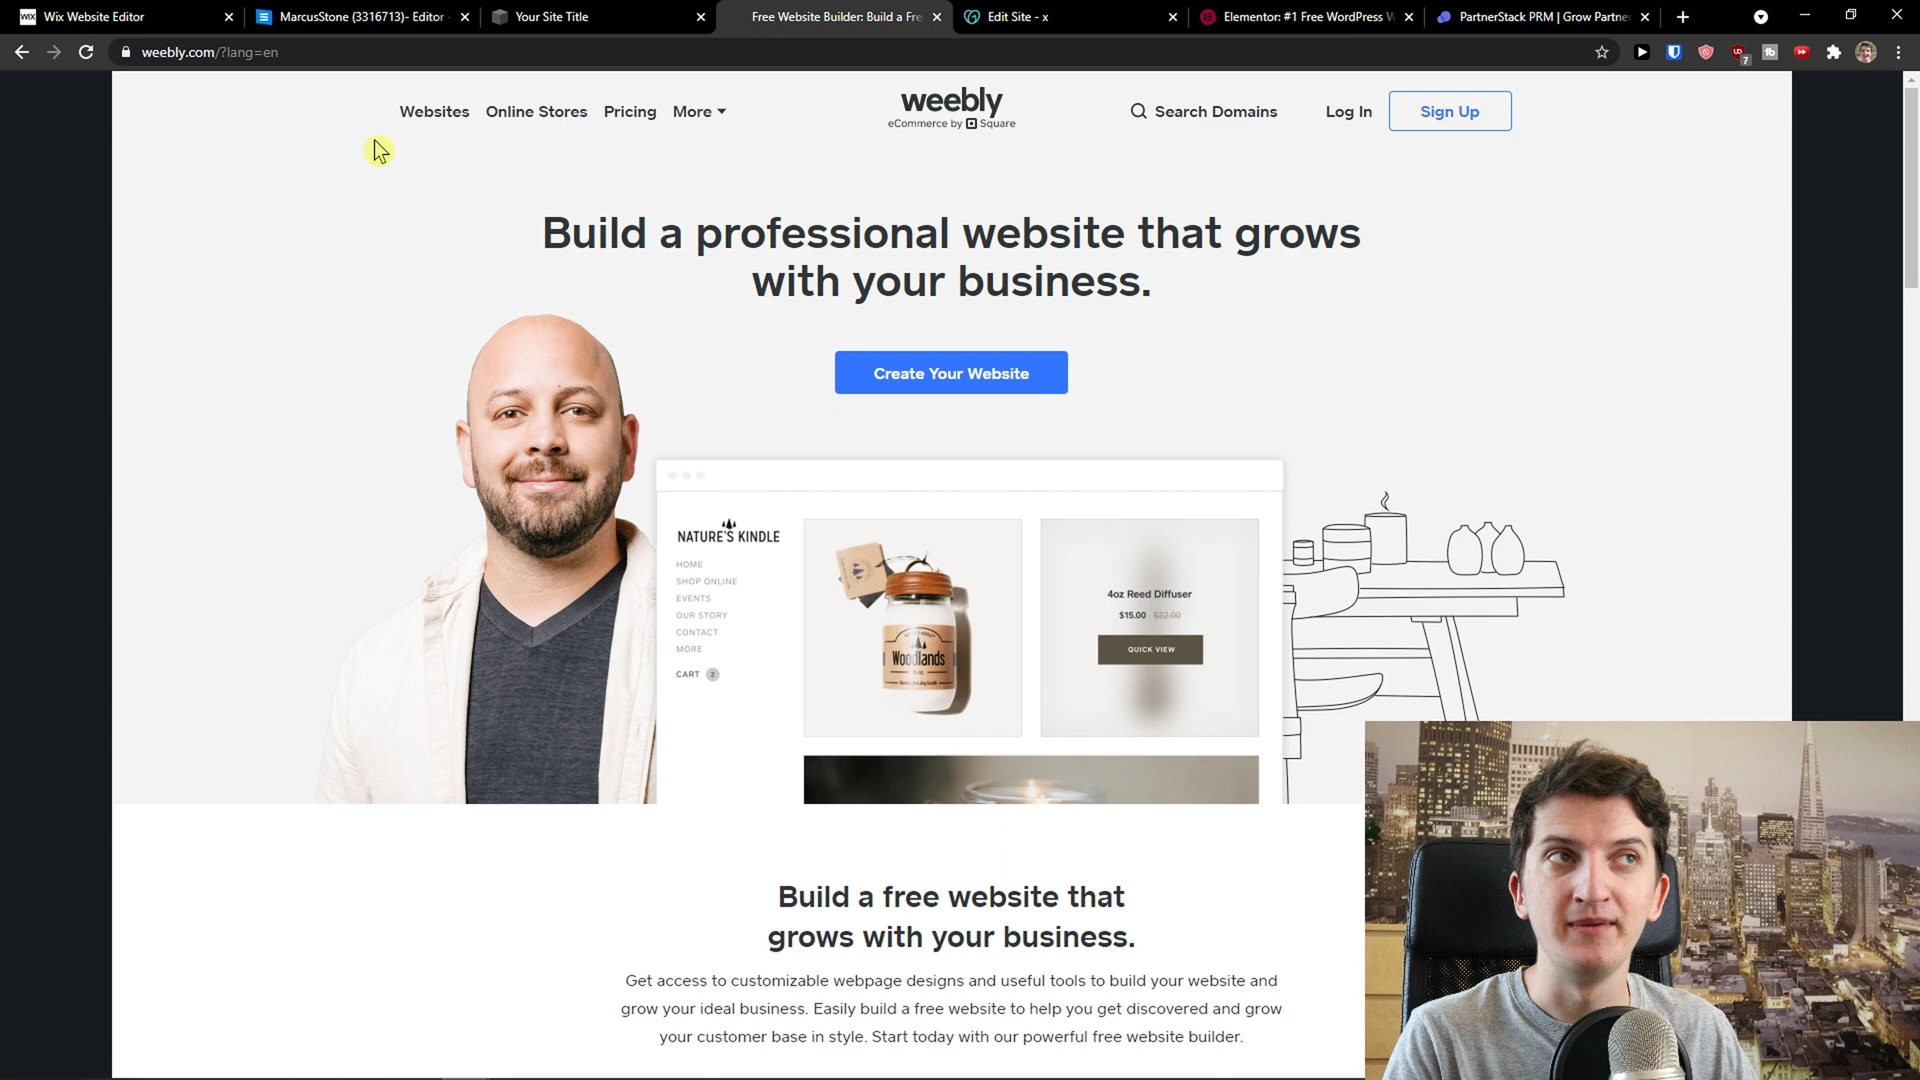 WIX Wix Website Editor
MarcusStone (3316713)- Editor
Your Site Title
Free Website Builder: Build a Fre
Edit Site - x
Elementor: #1 Free WordPress W
PartnerStack PRM | Grow Partner
weebly.com/?lang=en
7
Websites Online Stores Pricing More
weebly
eCommerce by Square
Search Domains Log In Sign Up
Build a professional website that grows
with your business.
Create Your Website
NATURE'S KINDLE
HOME
SHOP ONLINE
EVENTS
OUR STORY
CONTACT
MORE
CART 2
Woodlands
4oz Reed Diffuser
$15.00 $22.00
QUICK VIEW
Build a free website that
grows with your business.
Get access to customizable webpage designs and useful tools to build your website and
grow your ideal business. Easily build a free website to help you get discovered and grow
your customer base in style. Start today with our powerful free website builder.